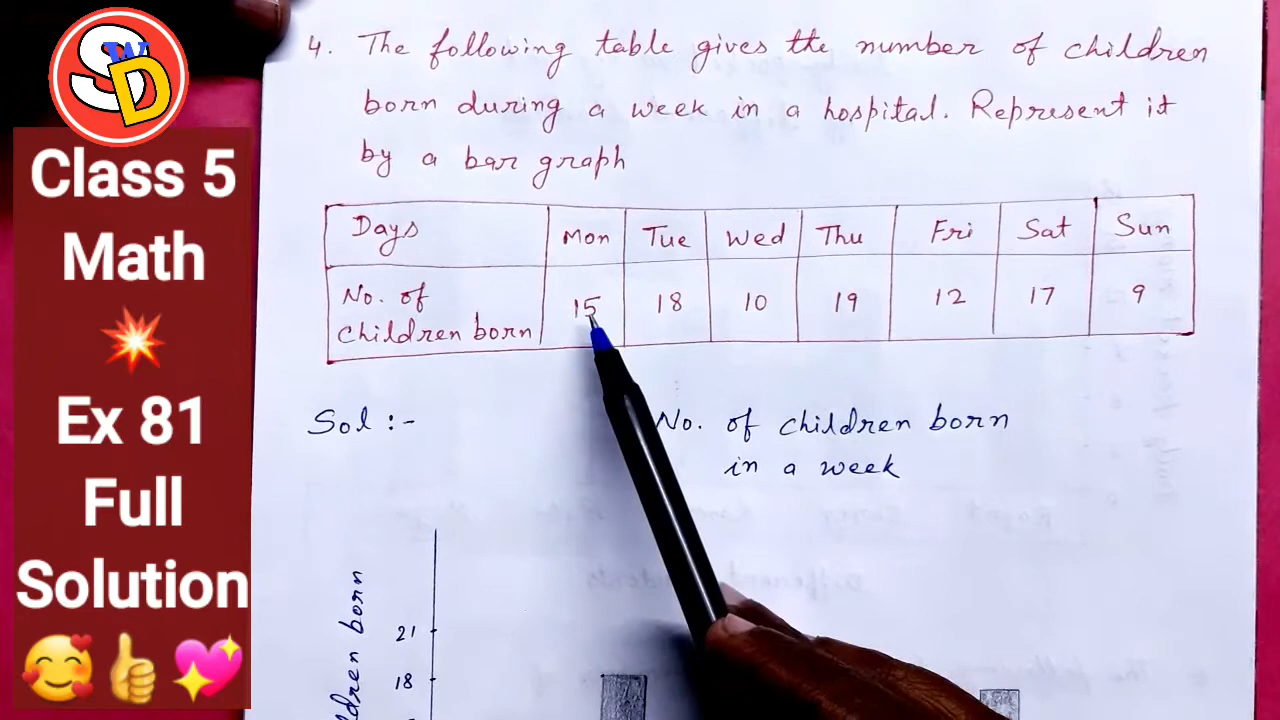 SWD
Class 5
Math
Ex 81
Full
Solution
4. The following table gives the number of children
born during a week in a hospital. Represent it
by a bar graph
Days Mon Tue Wed Thu Fri Sat Sun
No. of
children born 15 18 10 19 12 17 9
Sol :- No. of children born
in a week
born
21
18